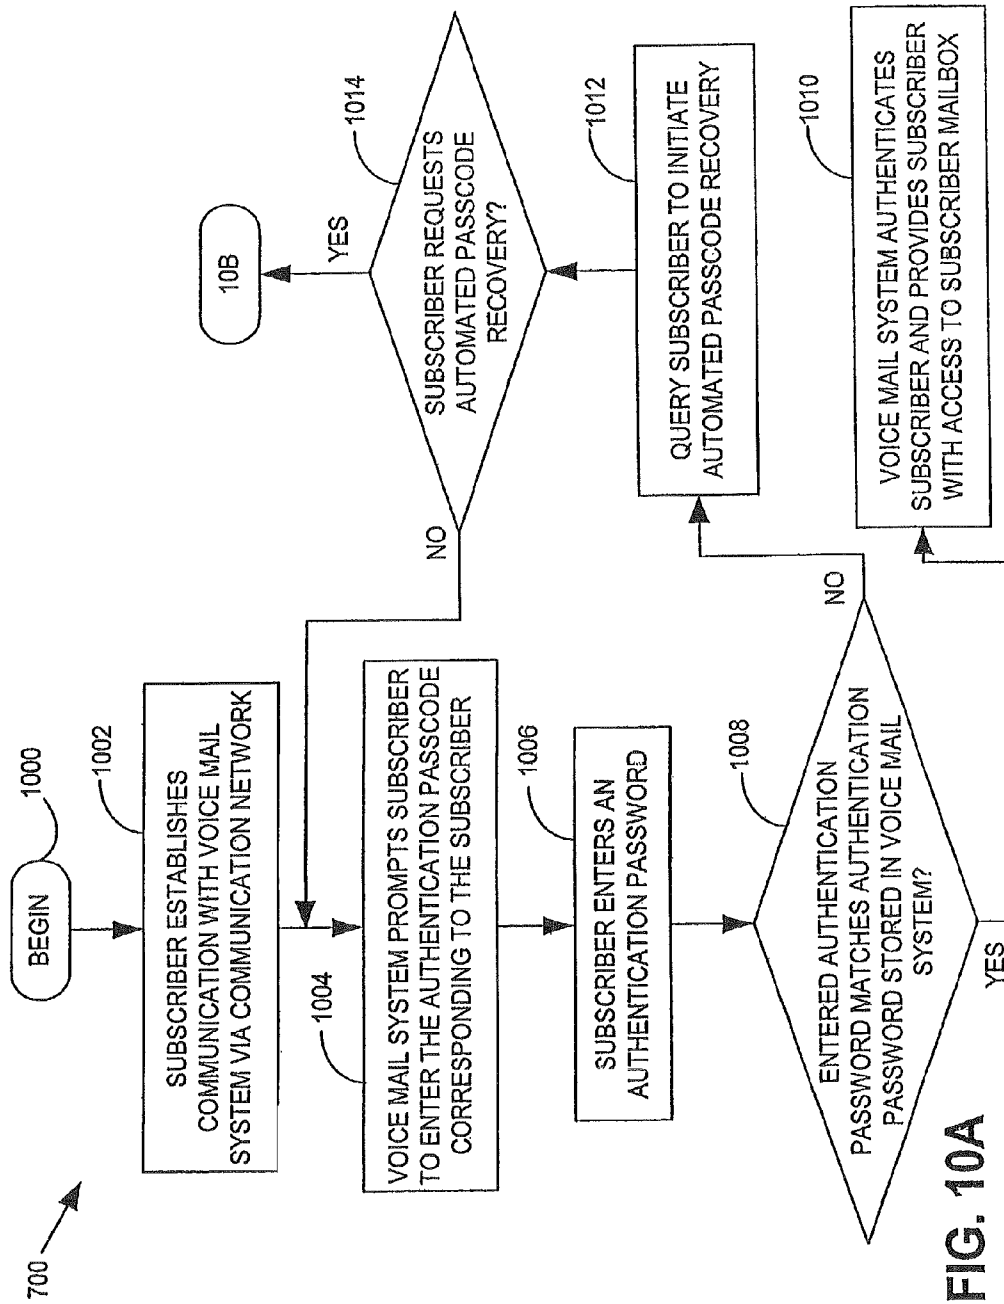 700
BEGIN
1000
SUBSCRIBER ESTABLISHES
COMMUNICATION WITH VOICE MAIL
SYSTEM VIA COMMUNICATION NETWORK
1002
VOICE MAIL SYSTEM PROMPTS SUBSCRIBER
TO ENTER THE AUTHENTICATION PASSCODE
CORRESPONDING TO THE SUBSCRIBER
1004
SUBSCRIBER ENTERS AN
AUTHENTICATION PASSWORD
1006
ENTERED AUTHENTICATION
PASSWORD MATCHES AUTHENTICATION
PASSWORD STORED IN VOICE MAIL
SYSTEM?
1008
YES
NO
VOICE MAIL SYSTEM AUTHENTICATES
SUBSCRIBER AND PROVIDES SUBSCRIBER
WITH ACCESS TO SUBSCRIBER MAILBOX
1010
QUERY SUBSCRIBER TO INITIATE
AUTOMATED PASSCODE RECOVERY
1012
SUBSCRIBER REQUESTS
AUTOMATED PASSCODE
RECOVERY?
1014
NO
YES
10B
FIG. 10A